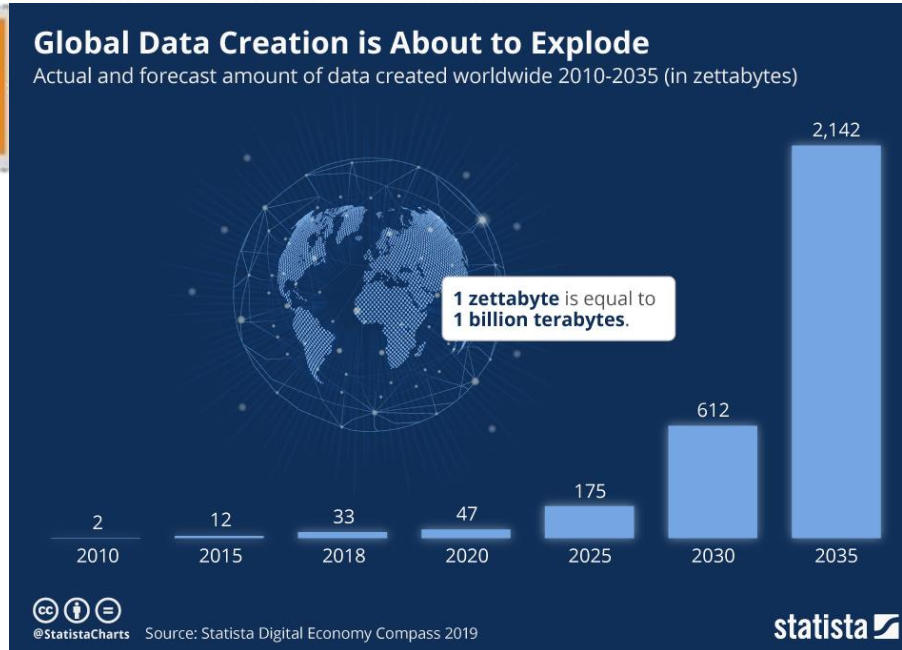 Global Data Creation is About to Explode
Actual and forecast amount of data created worldwide 2010-2035 (in zettabytes)
2,142
1 zettabyte is equal to
1 billion terabytes.
612
175
47
33
12
2
2010 2015 2018 2020 2025 2030 2035
cc
@StatistaCharts Source: Statista Digital Economy Compass 2019
statista